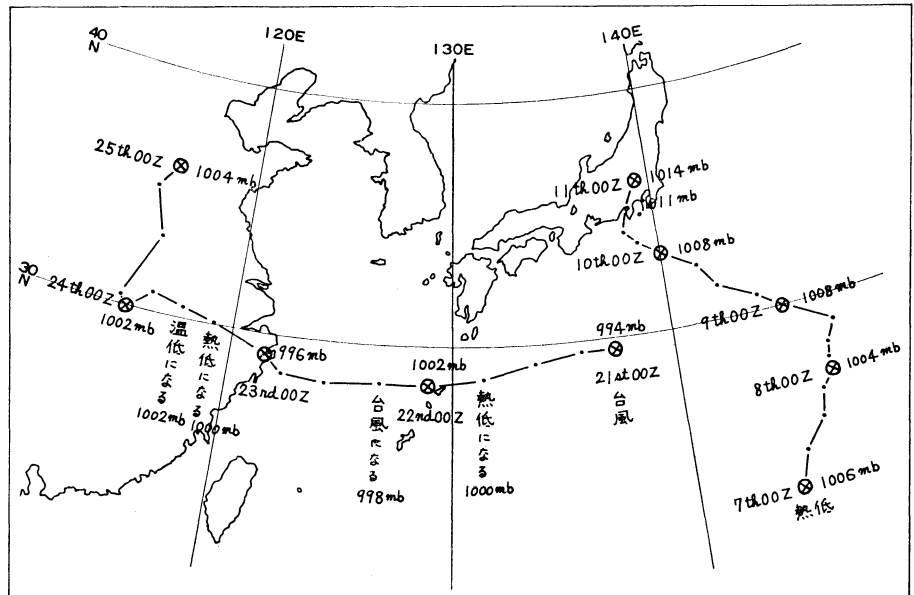 40
N
120E
130E
140E
25th00Z
1004mb
11th00Z
1014mb
1011mb
10th00Z
1008mb
30
N
24th00Z
1002mb
9th00Z
1008mb
996mb
23rd00Z
温低になる
1002mb
熱低になる
1000mb
1002mb
22nd00Z
台風になる
998mb
熱低になる
1000mb
994mb
21st00Z
台風
8th00Z
1004mb
7th00Z
1006mb
熱低